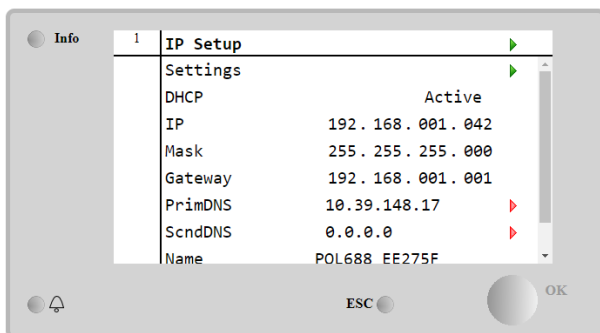 Info
1 IP Setup
Settings
DHCP Active
IP 192.168.001.042
Mask 255.255.255.000
Gateway 192.168.001.001
PrimDNS 10.39.148.17
ScndDNS 0.0.0.0
Name POL688_EE275F
ESC OK